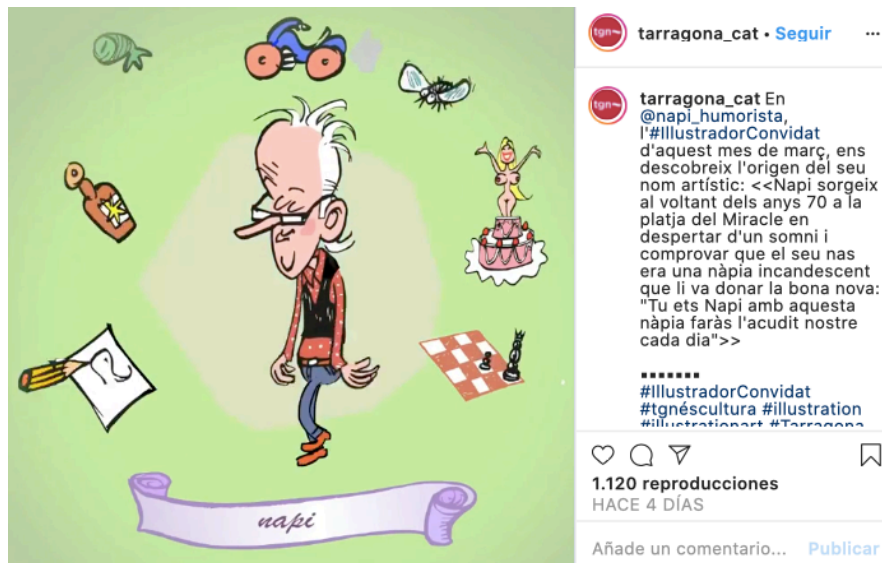 napi
tgn~
tarragona_cat • Seguir
tgn~
tarragona_cat En
@napi_humorista,
l'#IllustradorConvidat
d'aquest mes de març, ens
descobreix l'origen del seu
nom artístic: <<Napi sorgeix
al voltant dels anys 70 a la
platja del Miracle en
despertar d'un somni i
comprovar que el seu nas
era una nàpia incandescent
que li va donar la bona nova:
"Tu ets Napi amb aquesta
nàpia faràs l'acudit nostre
cada dia">>
▪▪▪▪▪▪▪
#IllustradorConvidat
#tgnéscultura #illustration
#illustrationart #Tarragona
1.120 reproducciones
HACE 4 DÍAS
Añade un comentario... Publicar